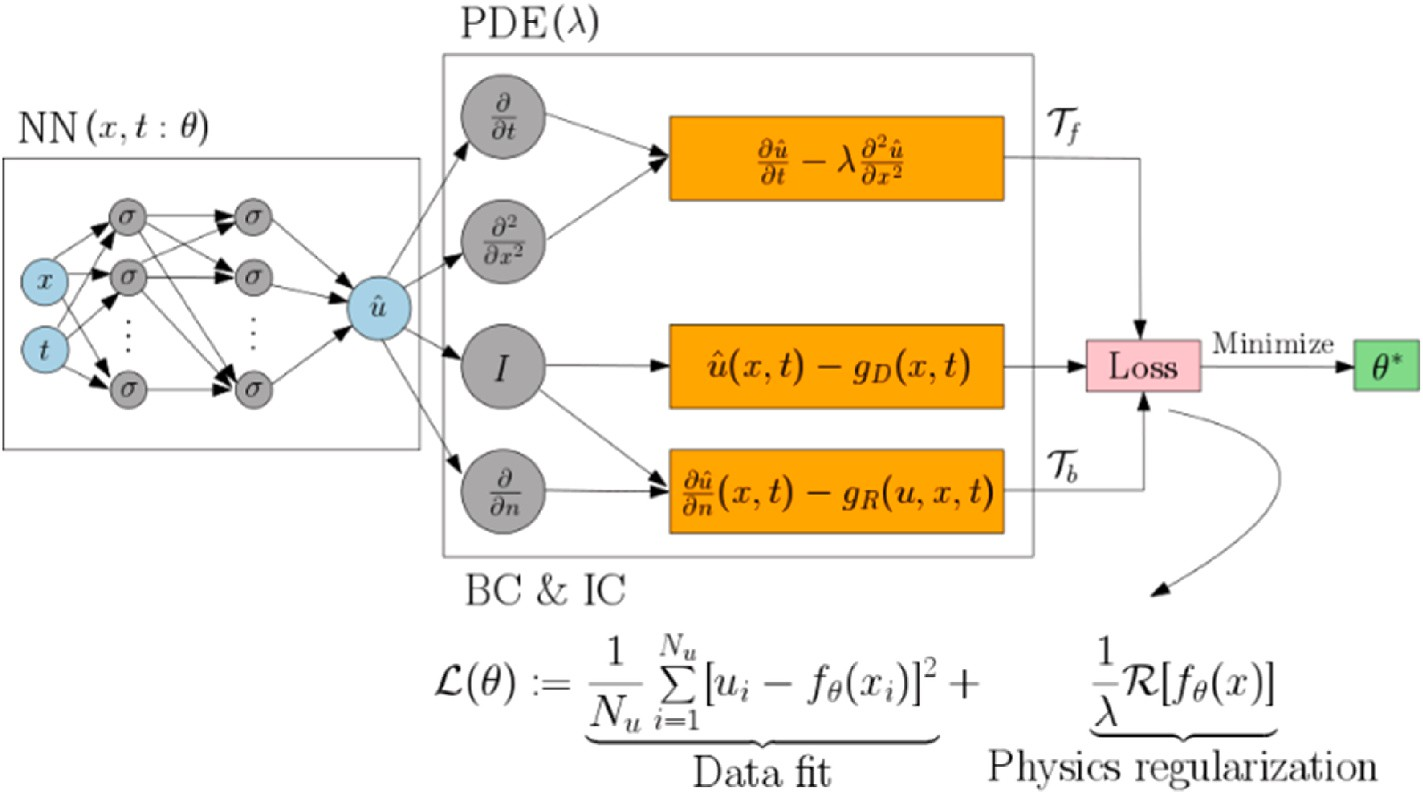 PDE(λ)
NN(x, t : θ)
∂/∂t
∂²/∂x²
I
∂/∂n
x
t
σ σ
σ σ
⋮ ⋮
σ σ
û
∂û/∂t − λ ∂²û/∂x²
û(x, t) − g_D(x, t)
∂û/∂n(x, t) − g_R(u, x, t)
𝒯_f
𝒯_b
Loss
Minimize
θ*
BC & IC
ℒ(θ) := 1/N_u ∑_{i=1}^{N_u} [u_i − f_θ(x_i)]² + 1/λ ℛ[f_θ(x)]
Data fit
Physics regularization